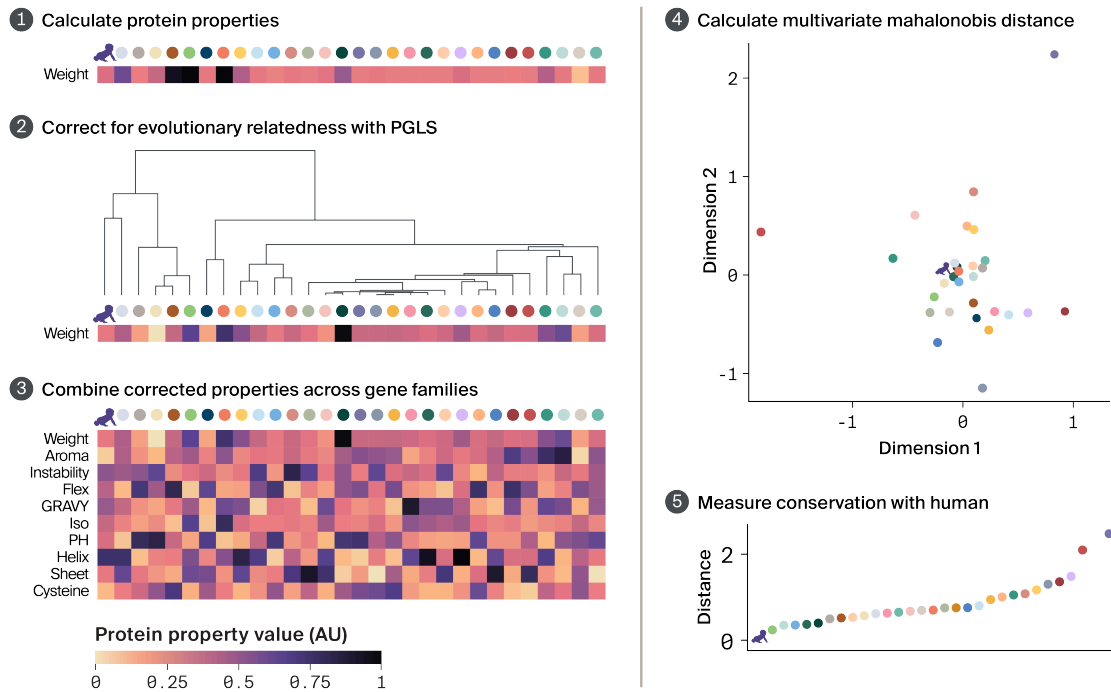 1 Calculate protein properties
Weight
2 Correct for evolutionary relatedness with PGLS
Weight
3 Combine corrected properties across gene families
Weight
Aroma
Instability
Flex
GRAVY
Iso
PH
Helix
Sheet
Cysteine
Protein property value (AU)
0 0.25 0.5 0.75 1
4 Calculate multivariate mahalonobis distance
Dimension 2
2
1
0
-1
-1 0 1
Dimension 1
5 Measure conservation with human
Distance
2
0